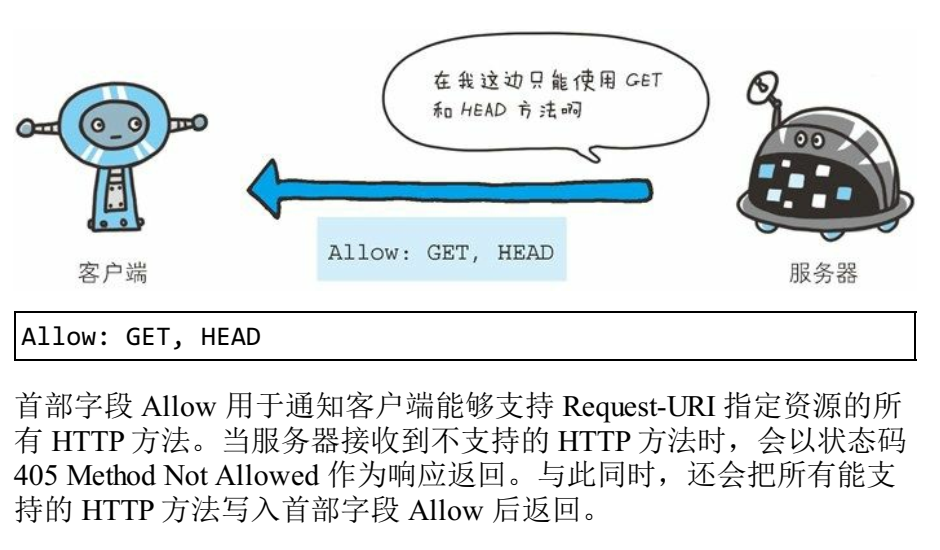 在我这边只能使用 GET
和 HEAD 方法啊
Allow: GET, HEAD
客户端
服务器
Allow: GET, HEAD
首部字段 Allow 用于通知客户端能够支持 Request-URI 指定资源的所
有 HTTP 方法。当服务器接收到不支持的 HTTP 方法时，会以状态码
405 Method Not Allowed 作为响应返回。与此同时，还会把所有能支
持的 HTTP 方法写入首部字段 Allow 后返回。